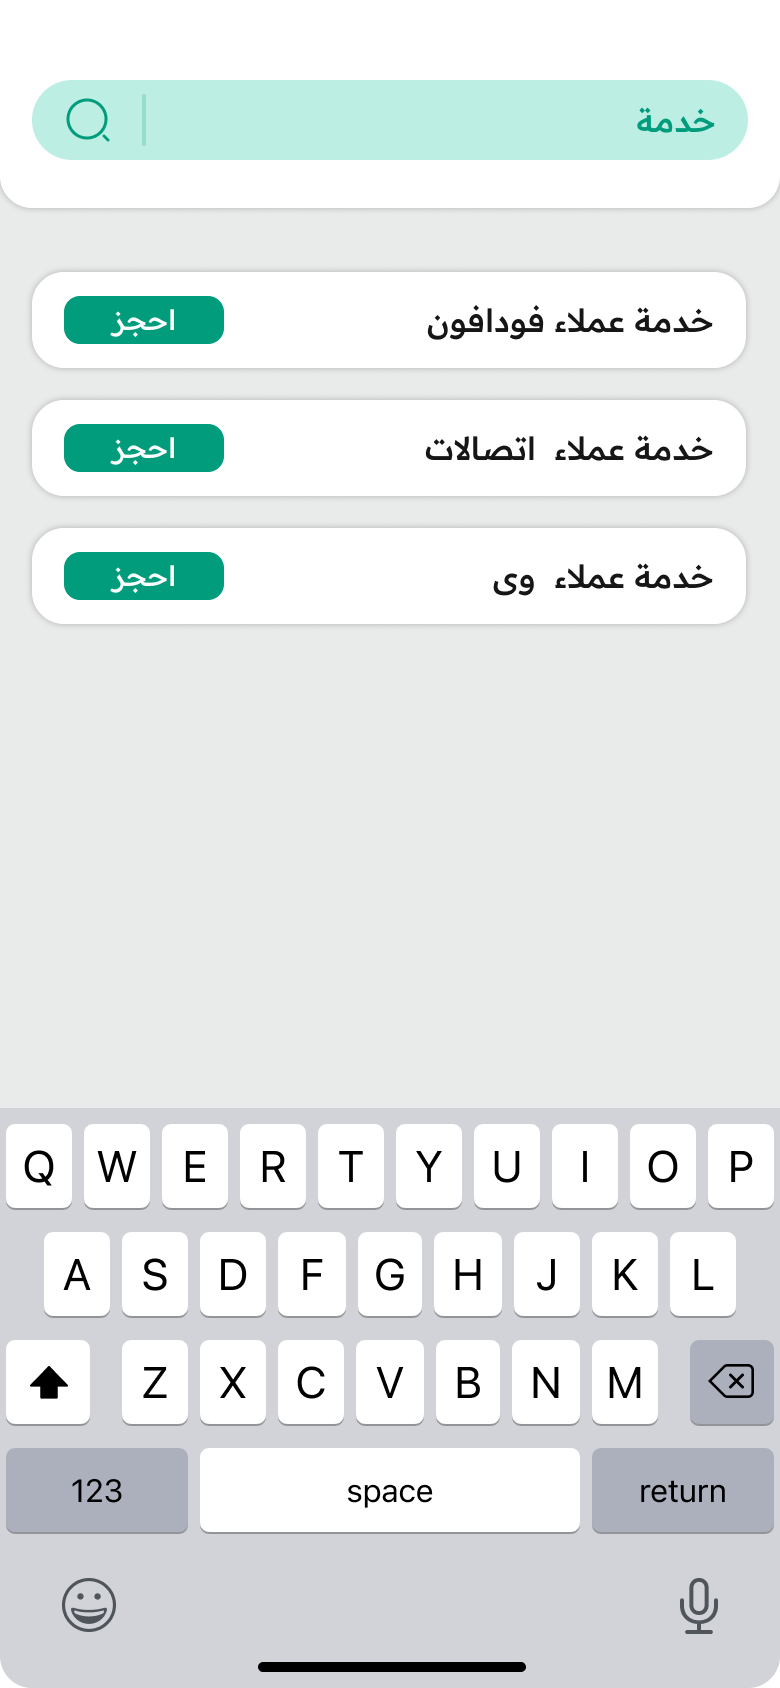 خدمة
خدمة عملاء فودافون
احجز
خدمة عملاء اتصالات
احجز
خدمة عملاء وى
احجز
Q W E R T Y U I O P
A S D F G H J K L
Z X C V B N M
123 space return